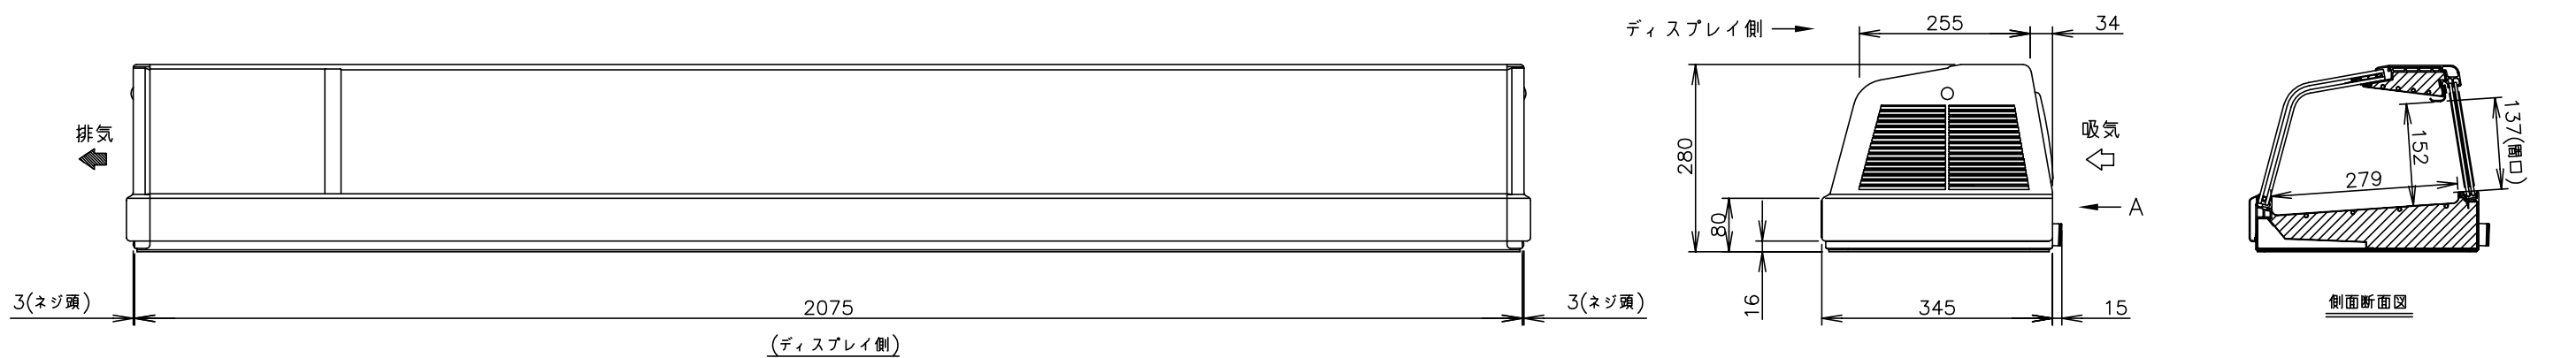 排気
3(ネジ頭)
2075
3(ネジ頭)
(ディスプレイ側)
ディスプレイ側
255
34
280
80
16
345
15
吸気
A
137(間口)
152
279
側面断面図